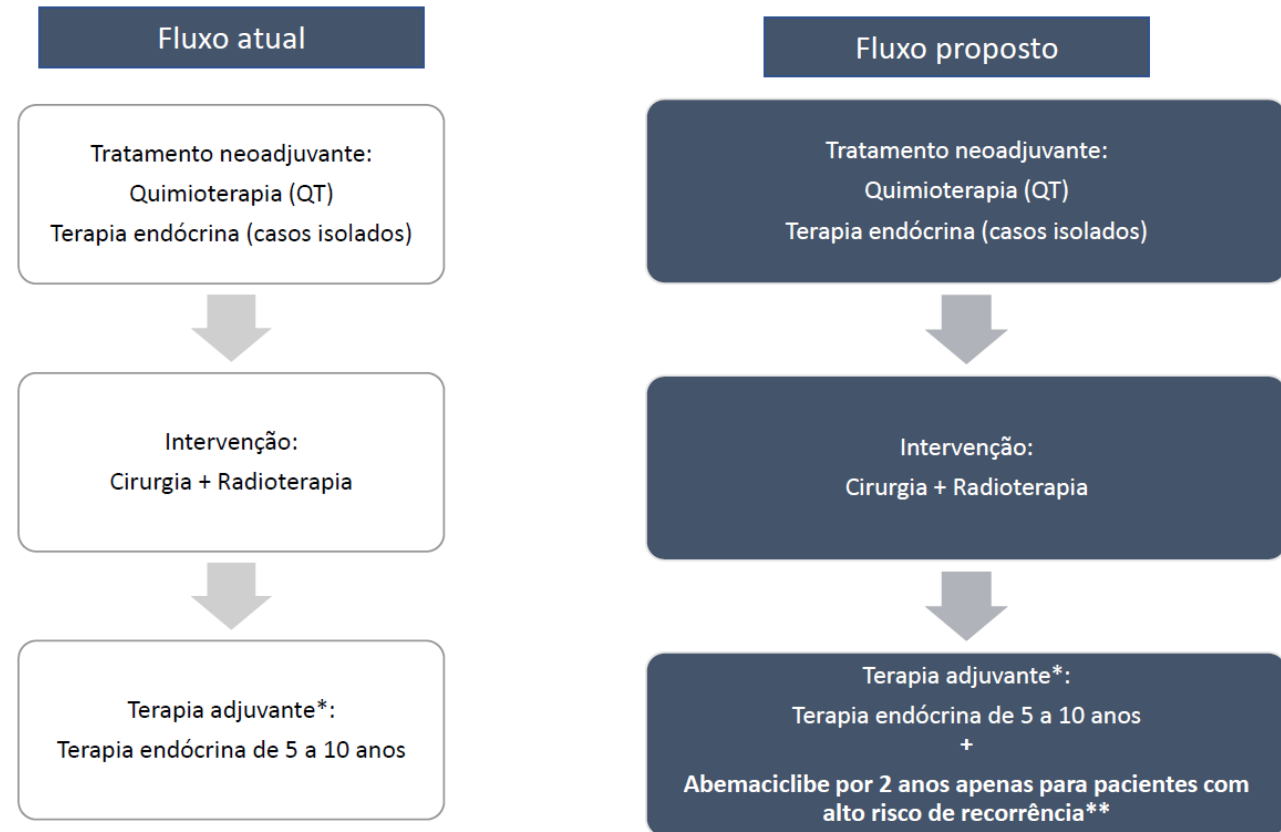 Fluxo atual
Tratamento neoadjuvante:
Quimioterapia (QT)
Terapia endócrina (casos isolados)
Intervenção:
Cirurgia + Radioterapia
Terapia adjuvante*:
Terapia endócrina de 5 a 10 anos
Fluxo proposto
Tratamento neoadjuvante:
Quimioterapia (QT)
Terapia endócrina (casos isolados)
Intervenção:
Cirurgia + Radioterapia
Terapia adjuvante*:
Terapia endócrina de 5 a 10 anos
+
Abemaciclibe por 2 anos apenas para pacientes com
alto risco de recorrência**